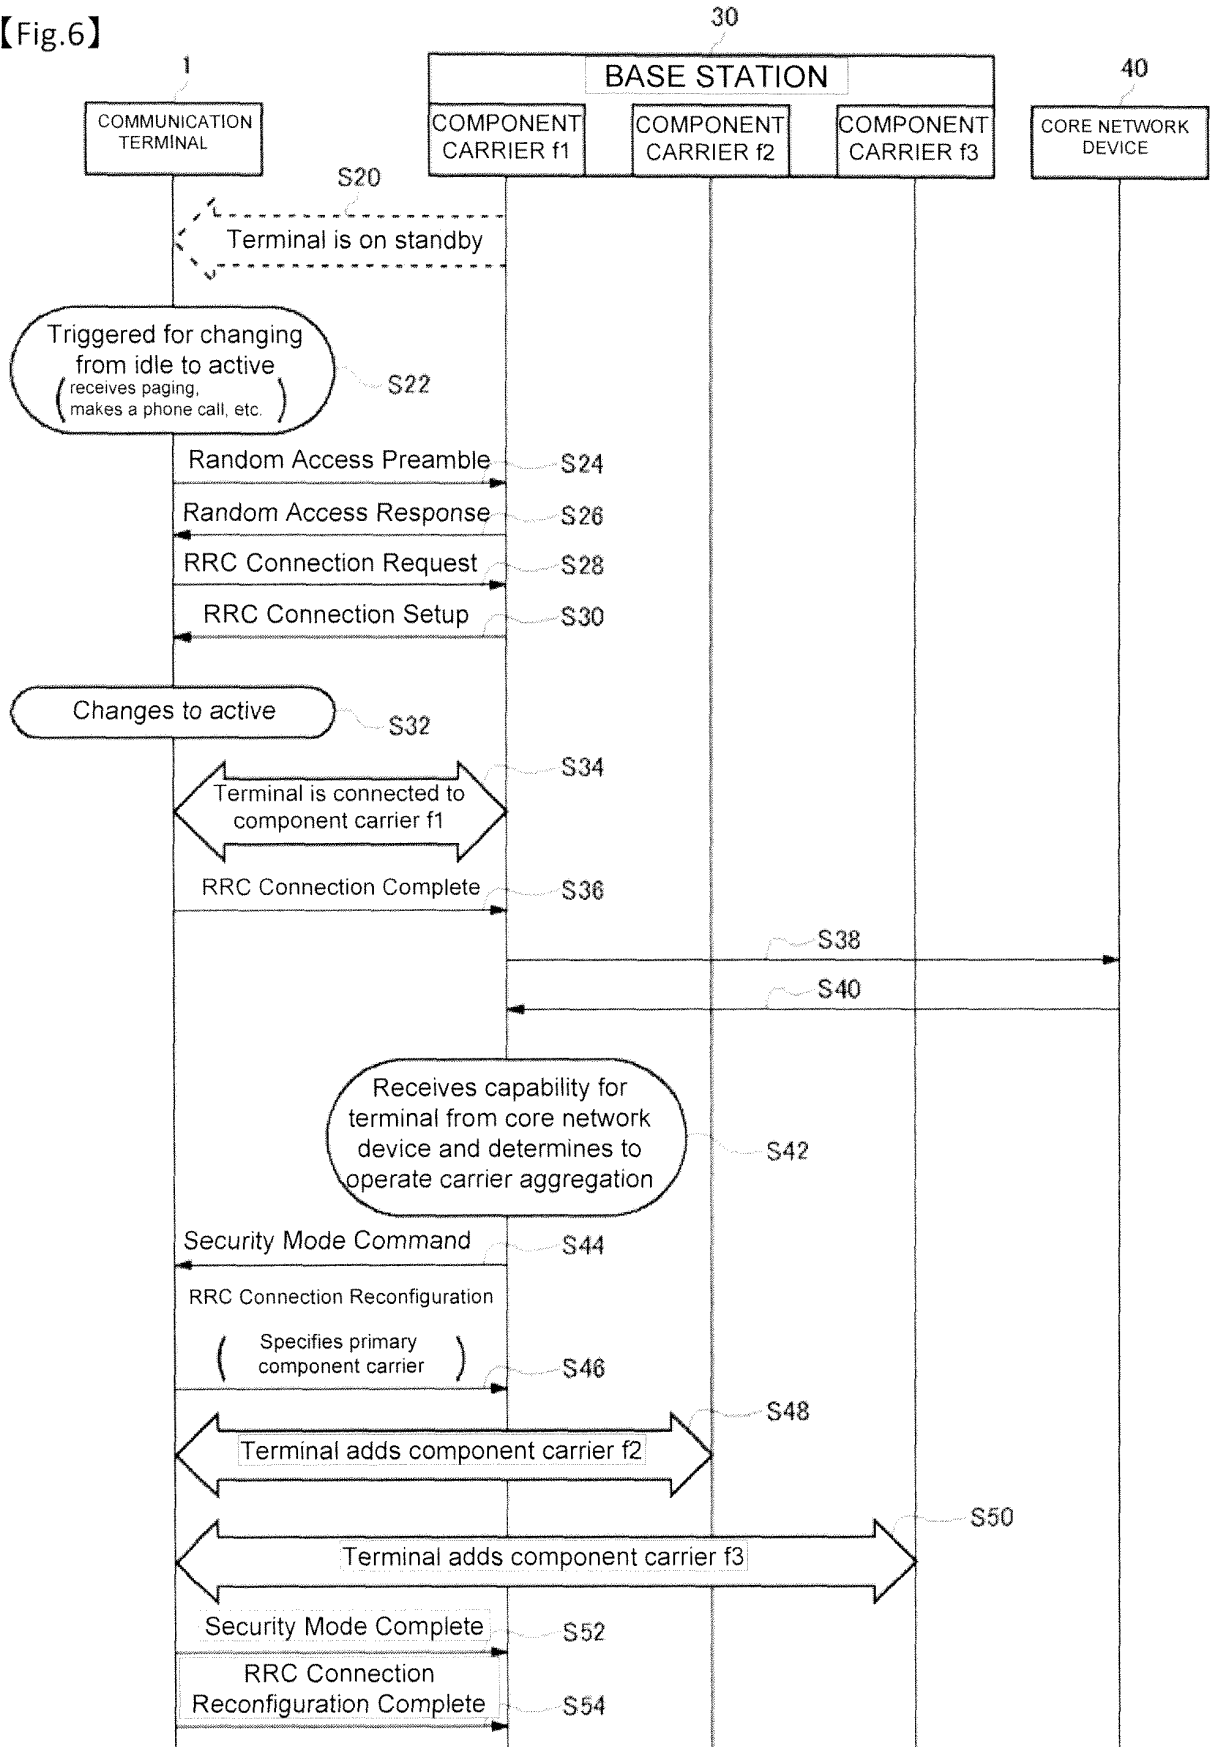 【Fig.6】
30
1
BASE STATION
40
COMMUNICATION
TERMINAL
COMPONENT
CARRIER f1
COMPONENT
CARRIER f2
COMPONENT
CARRIER f3
CORE NETWORK
DEVICE
S20
Terminal is on standby
Triggered for changing
from idle to active
(receives paging,
makes a phone call, etc.)
S22
Random Access Preamble
S24
Random Access Response
S26
RRC Connection Request
S28
RRC Connection Setup
S30
Changes to active
S32
S34
Terminal is connected to
component carrier f1
RRC Connection Complete
S36
S38
S40
Receives capability for
terminal from core network
device and determines to
operate carrier aggregation
S42
Security Mode Command
S44
RRC Connection Reconfiguration
(Specifies primary
component carrier)
S46
S48
Terminal adds component carrier f2
S50
Terminal adds component carrier f3
Security Mode Complete
S52
RRC Connection
Reconfiguration Complete
S54